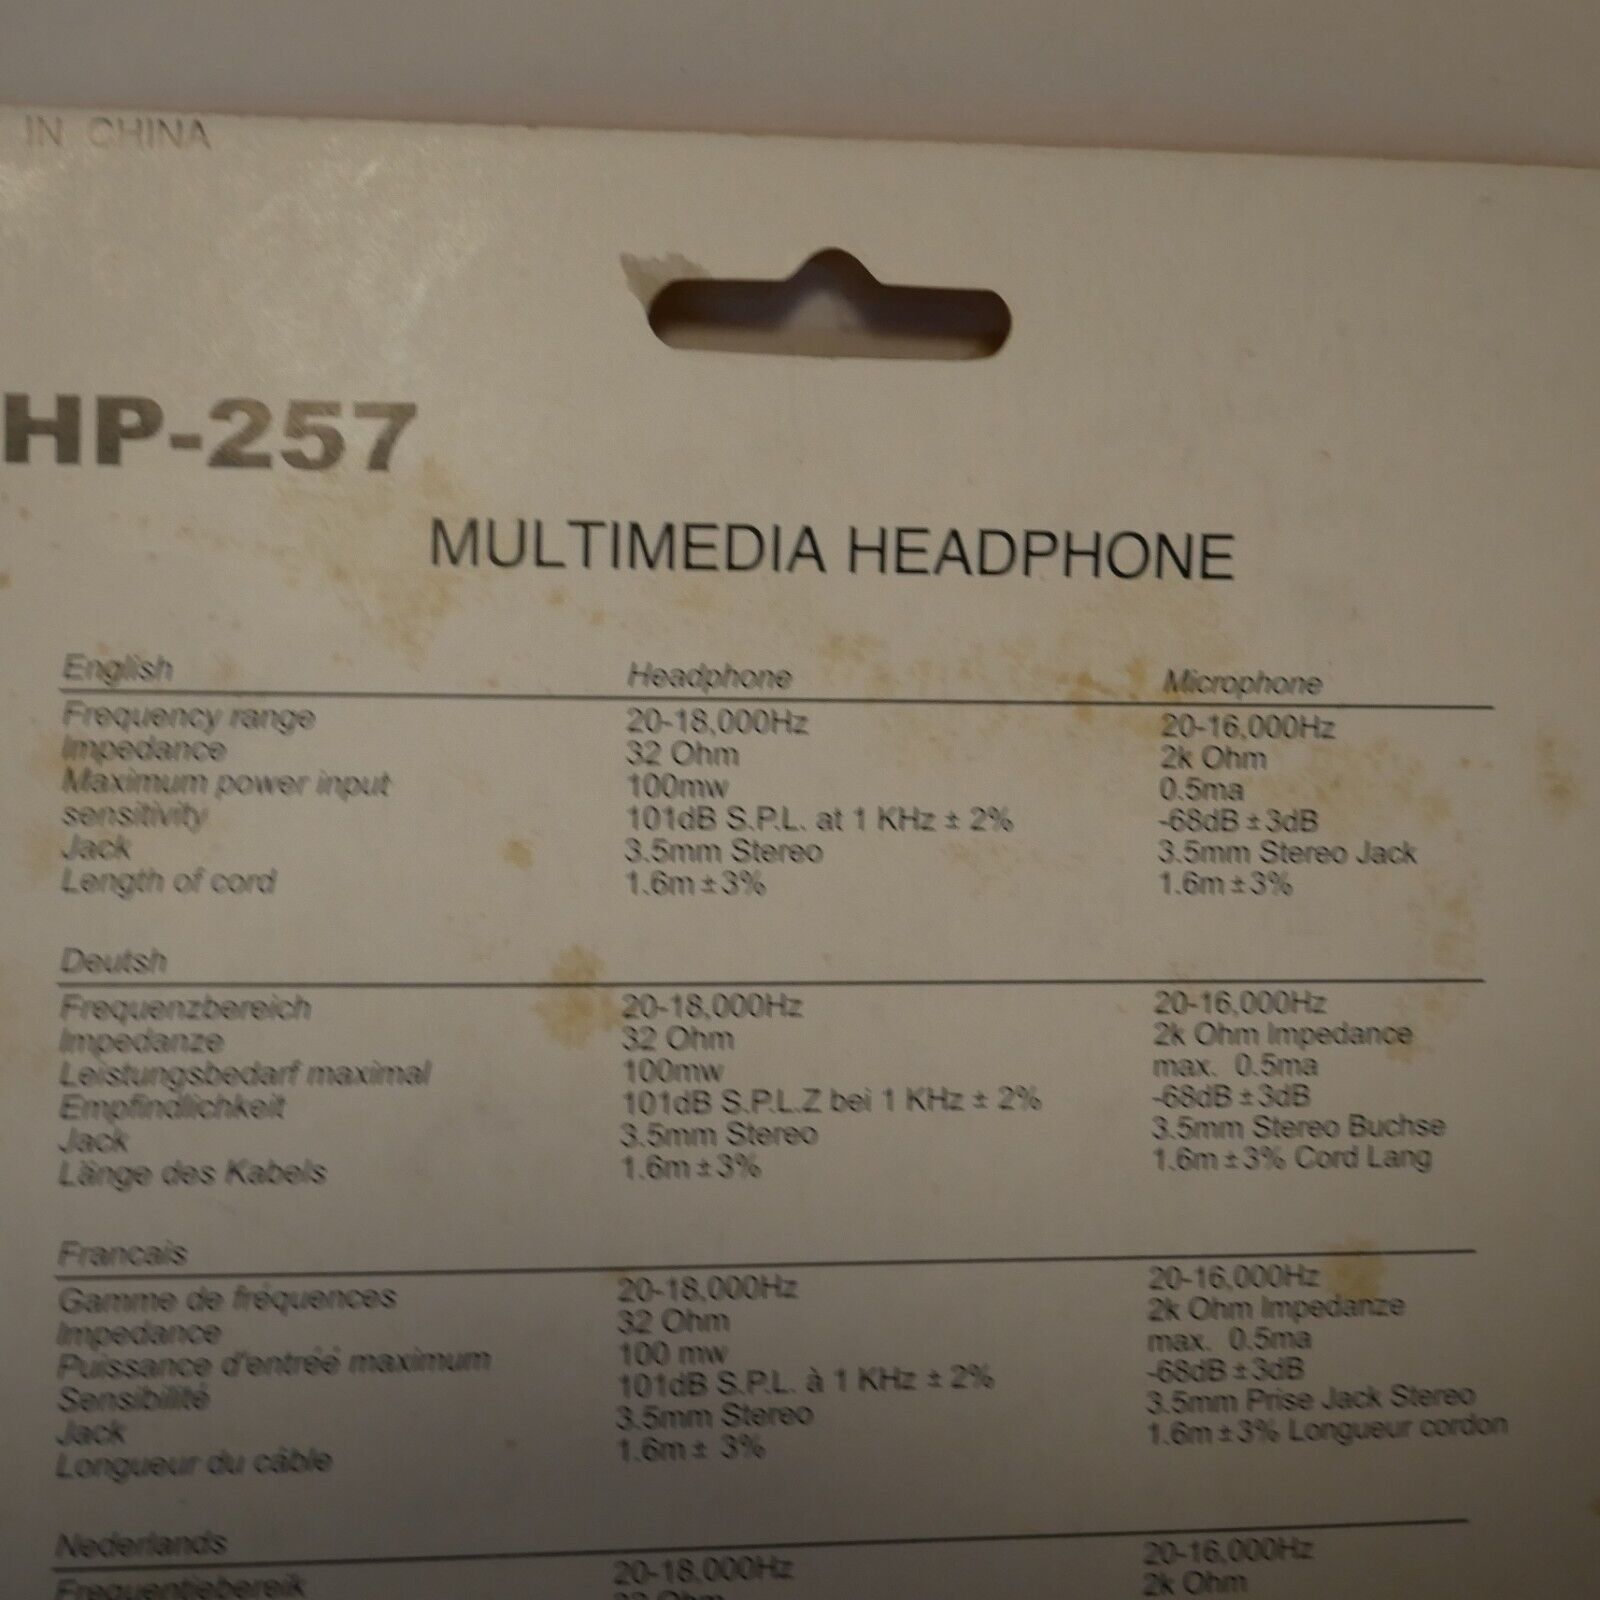 IN CHINA
HP-257
MULTIMEDIA HEADPHONE
English Headphone Microphone
Frequency range 20-18,000Hz 20-16,000Hz
Impedance 32 Ohm 2k Ohm
Maximum power input 100mw 0.5ma
sensitivity 101dB S.P.L. at 1 KHz ± 2% -68dB ± 3dB
Jack 3.5mm Stereo 3.5mm Stereo Jack
Length of cord 1.6m ± 3% 1.6m ± 3%
Deutsh
Frequenzbereich 20-18,000Hz 20-16,000Hz
Impedanze 32 Ohm 2k Ohm Impedance
Leistungsbedarf maximal 100mw max. 0.5ma
Empfindlichkeit 101dB S.P.L.Z bei 1 KHz ± 2% -68dB ± 3dB
Jack 3.5mm Stereo 3.5mm Stereo Buchse
Länge des Kabels 1.6m ± 3% 1.6m ± 3% Cord Lang
Francais
Gamme de fréquences 20-18,000Hz 20-16,000Hz
Impedance 32 Ohm 2k Ohm Impedanze
Puissance d'entréé maximum 100 mw max. 0.5ma
Sensibilité 101dB S.P.L. à 1 KHz ± 2% -68dB ± 3dB
Jack 3.5mm Stereo 3.5mm Prise Jack Stereo
Longueur du câble 1.6m ± 3% 1.6m ± 3% Longueur cordon
Nederlands
Frequentiebereik 20-18,000Hz 20-16,000Hz
32 Ohm 2k Ohm